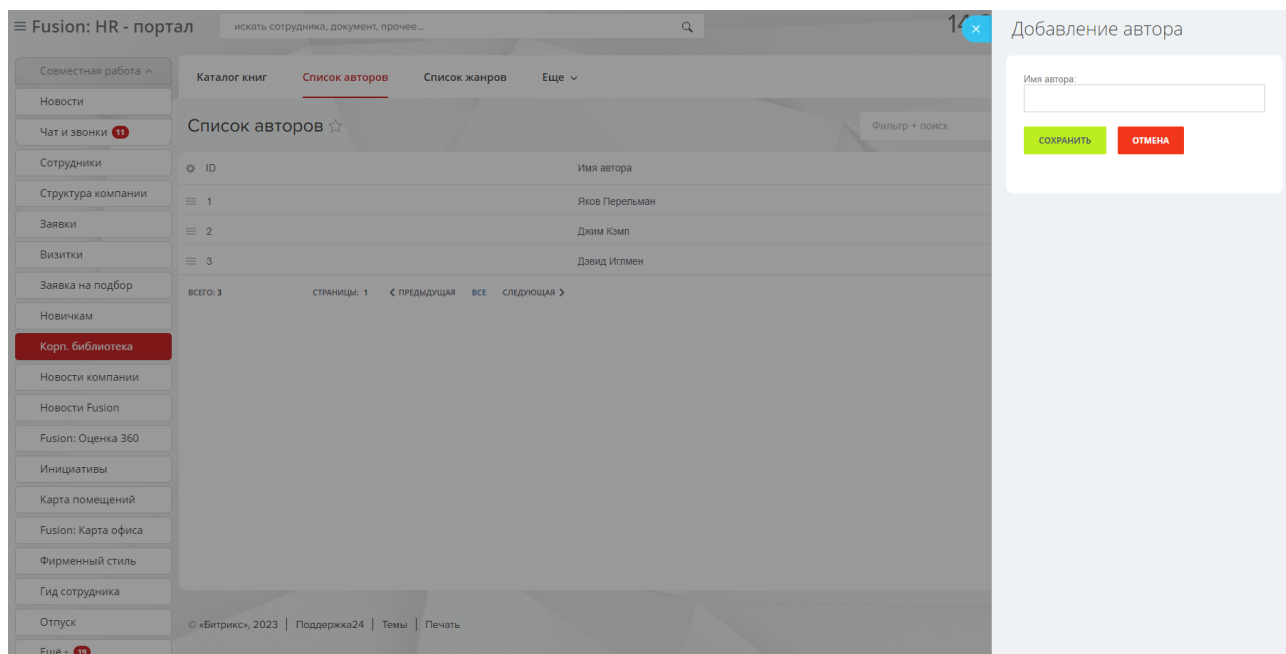 Fusion: HR - портал
искать сотрудника, документ, прочее...
14
×
Добавление автора
Совместная работа
Каталог книг
Список авторов
Список жанров
Еще
Имя автора:
Новости
Чат и звонки 11
Список авторов
Фильтр + поиск
СОХРАНИТЬ
ОТМЕНА
Сотрудники
ID
Имя автора
Структура компании
1
Яков Перельман
Заявки
2
Джим Кэмп
Визитки
3
Дэвид Иглмен
Заявка на подбор
ВСЕГО: 3
СТРАНИЦЫ: 1
ПРЕДЫДУЩАЯ
ВСЕ
СЛЕДУЮЩАЯ
Новичкам
Корп. библиотека
Новости компании
Новости Fusion
Fusion: Оценка 360
Инициативы
Карта помещений
Fusion: Карта офиса
Фирменный стиль
Гид сотрудника
Отпуск
© «Битрикс», 2023 | Поддержка24 | Темы | Печать
Ещё - 19